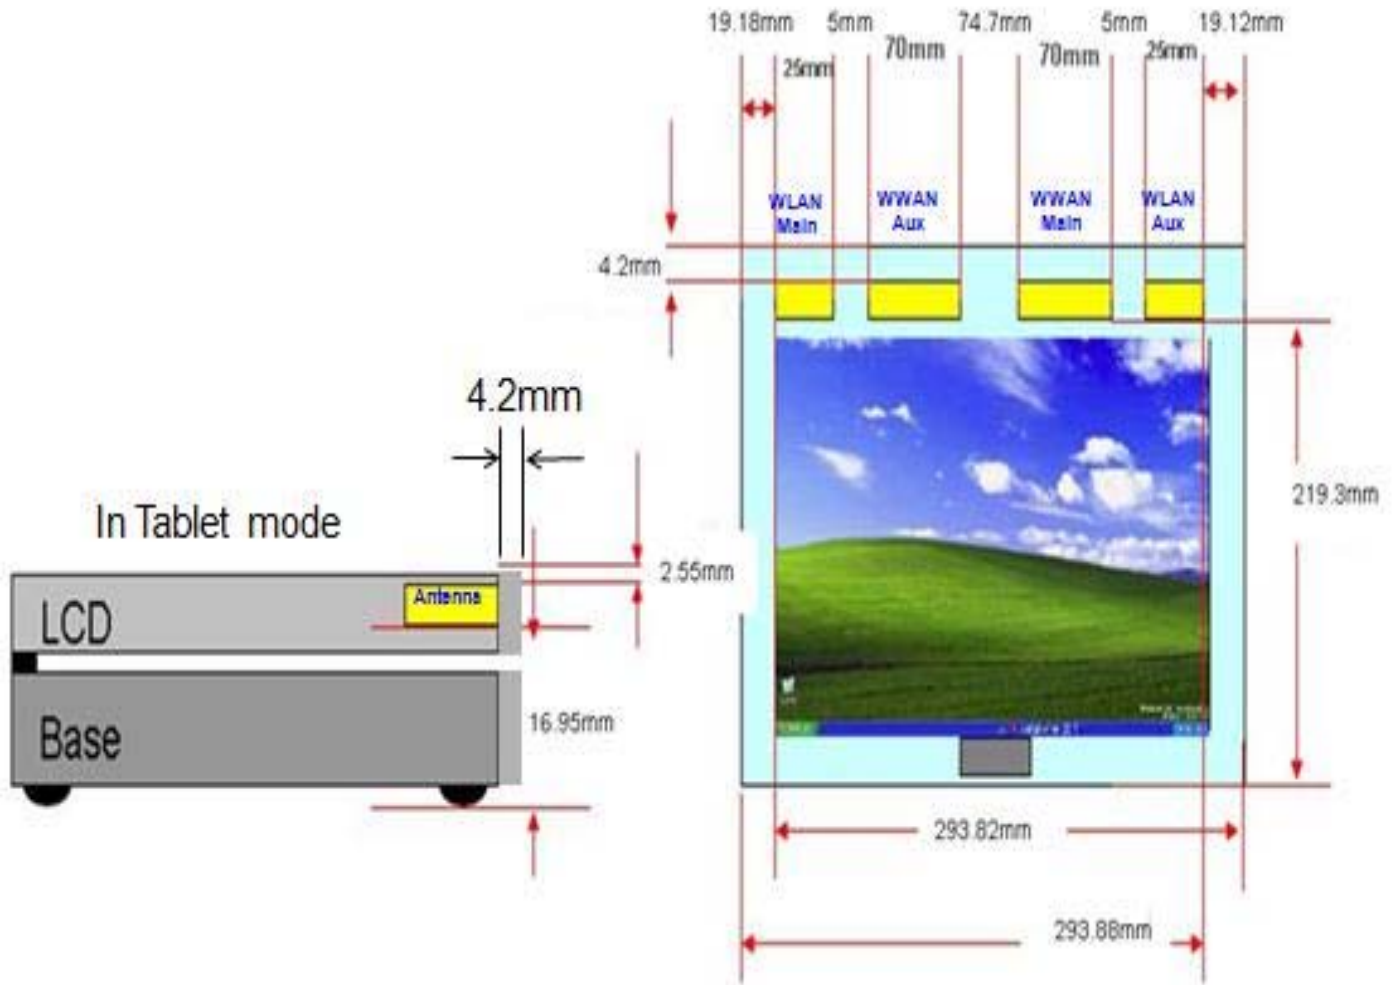 19.18mm 5mm 74.7mm 5mm 19.12mm
70mm 70mm 25mm
25mm
WLAN WWAN WWAN WLAN
Main Aux Main Aux
4.2mm
4.2mm
219.3mm
In Tablet mode
2.55mm
Antenna
LCD
16.95mm
Base
293.82mm
293.88mm